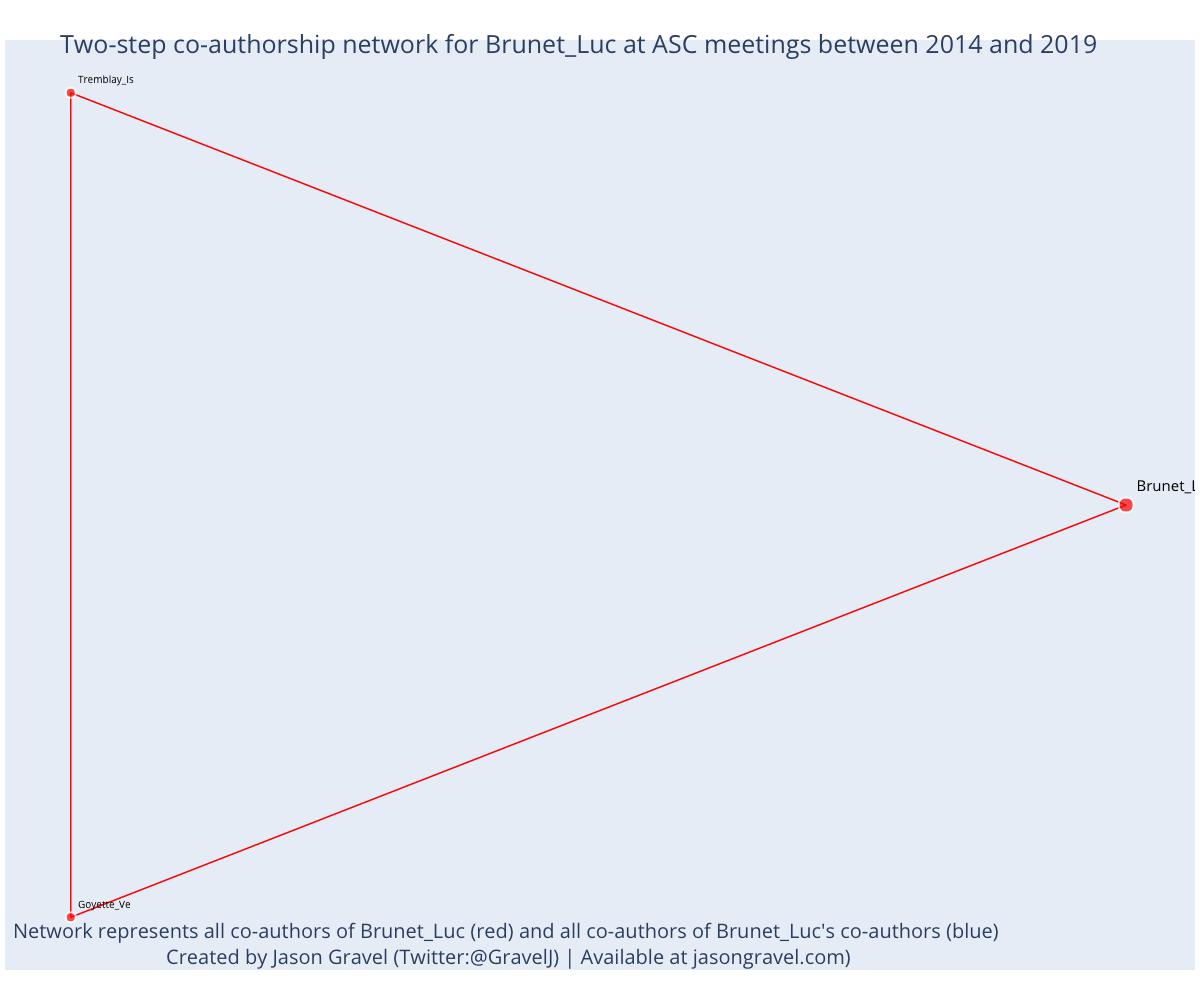 Two-step co-authorship network for Brunet_Luc at ASC meetings between 2014 and 2019
Tremblay_Is
Brunet_L
Goyette_Ve
Network represents all co-authors of Brunet_Luc (red) and all co-authors of Brunet_Luc's co-authors (blue)
Created by Jason Gravel (Twitter:@GravelJ) | Available at jasongravel.com)